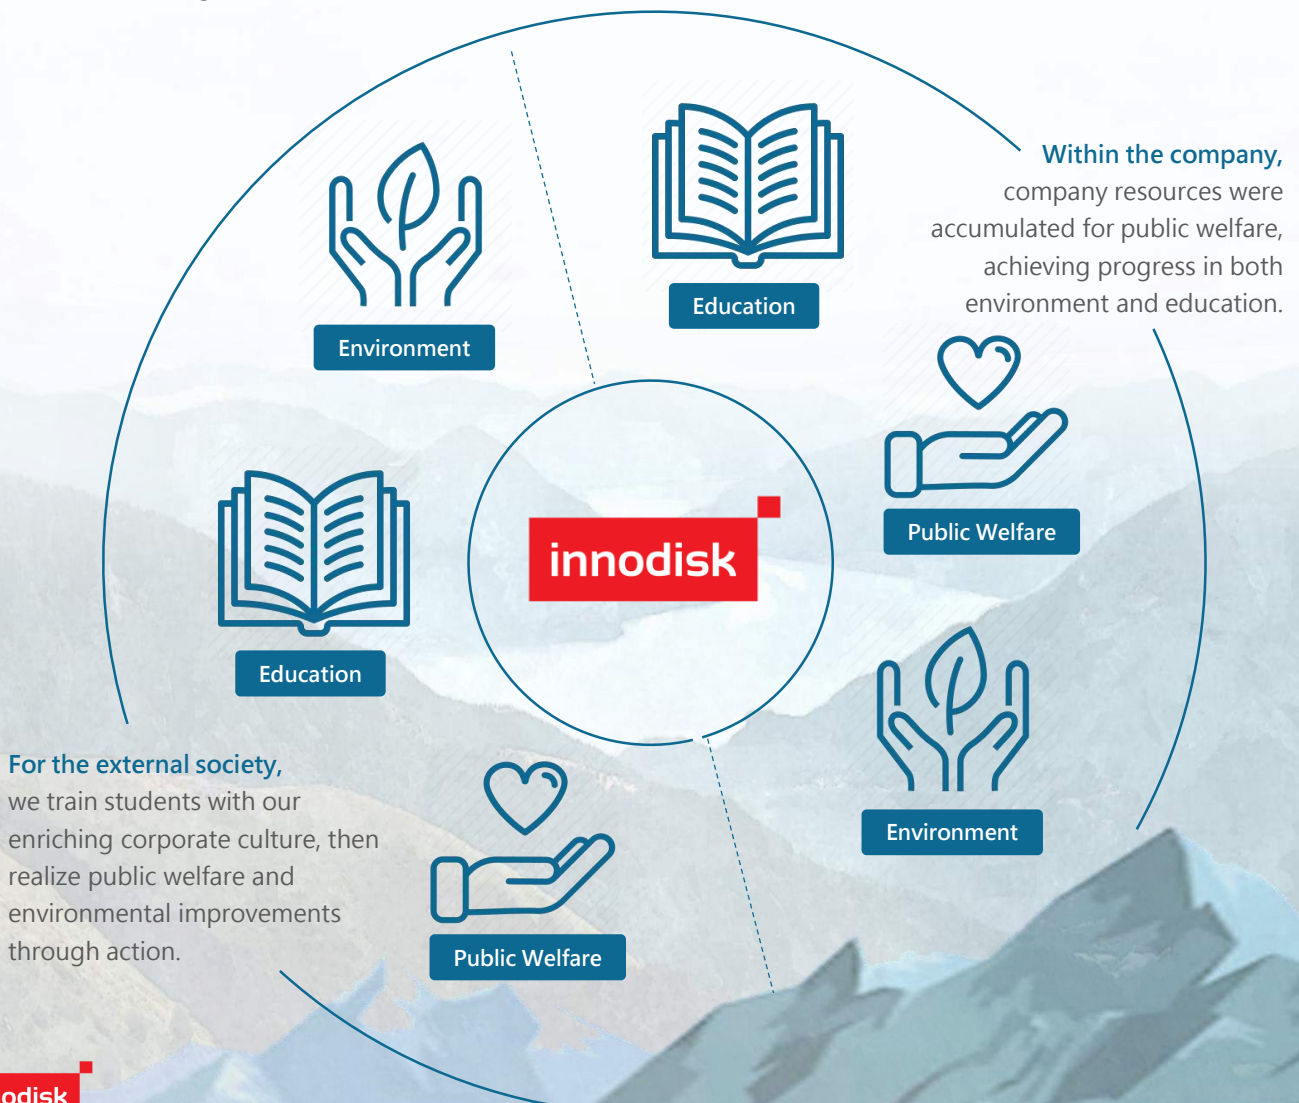 Education
Within the company,
company resources were
accumulated for public welfare,
achieving progress in both
environment and education.
Environment
Public Welfare
innodisk
Education
Environment
For the external society,
we train students with our
enriching corporate culture, then
realize public welfare and
environmental improvements
through action.
Public Welfare
odisk